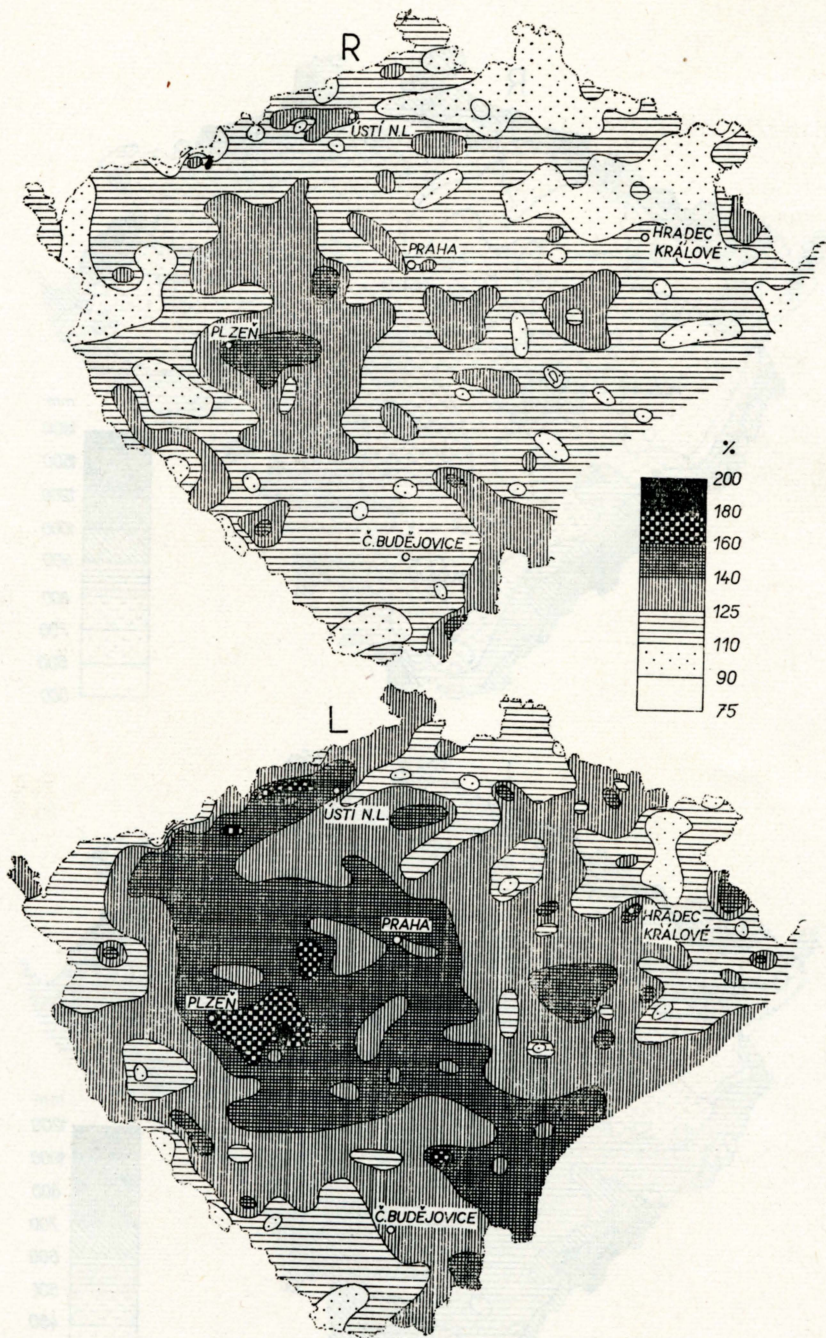 R
ÚSTÍ N.L.
PRAHA
HRADEC
KRÁLOVÉ
PLZEŇ
Č.BUDĚJOVICE
%
200
180
160
140
125
110
90
75
L
ÚSTÍ N.L.
PRAHA
HRADEC
KRÁLOVÉ
PLZEŇ
Č.BUDĚJOVICE